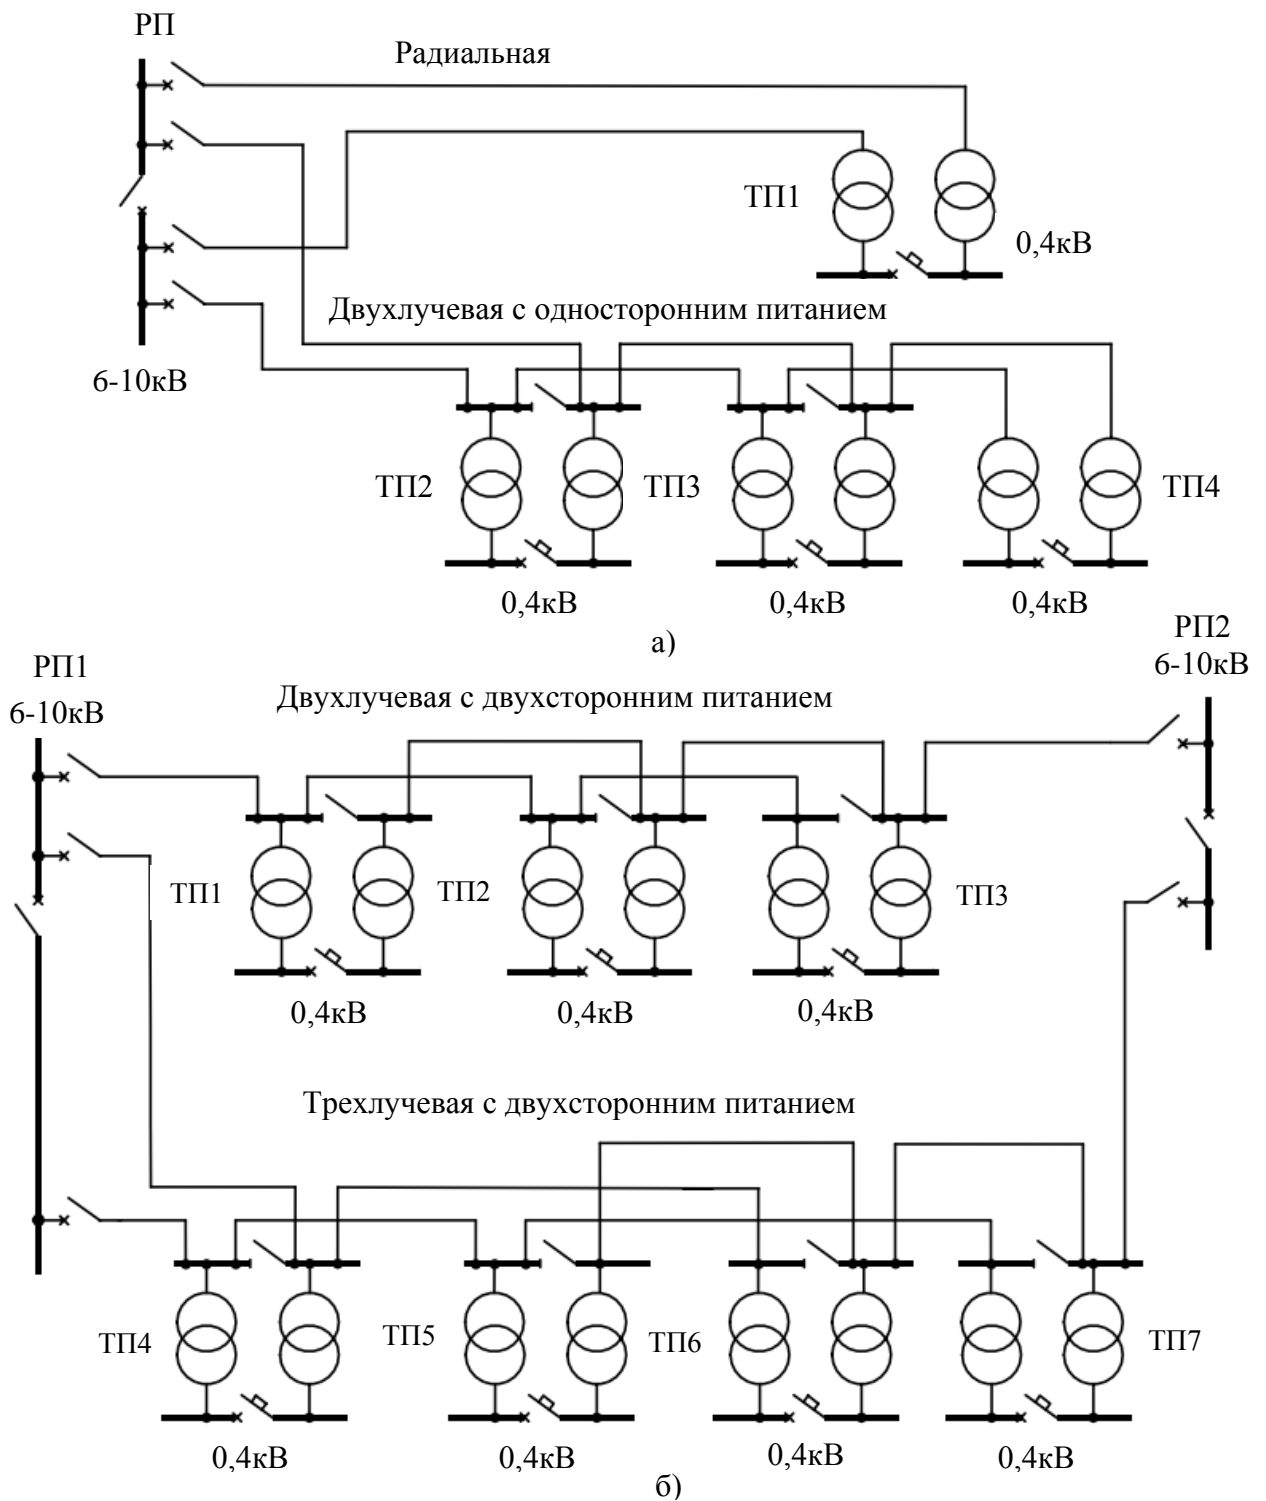 РП
Радиальная
ТП1
0,4кВ
Двухлучевая с односторонним питанием
6-10кВ
ТП2
ТП3
ТП4
0,4кВ
0,4кВ
0,4кВ
а)
РП2
6-10кВ
РП1
6-10кВ
Двухлучевая с двухсторонним питанием
ТП1
ТП2
ТП3
0,4кВ
0,4кВ
0,4кВ
Трехлучевая с двухсторонним питанием
ТП4
ТП5
ТП6
ТП7
0,4кВ
0,4кВ
0,4кВ
0,4кВ
б)